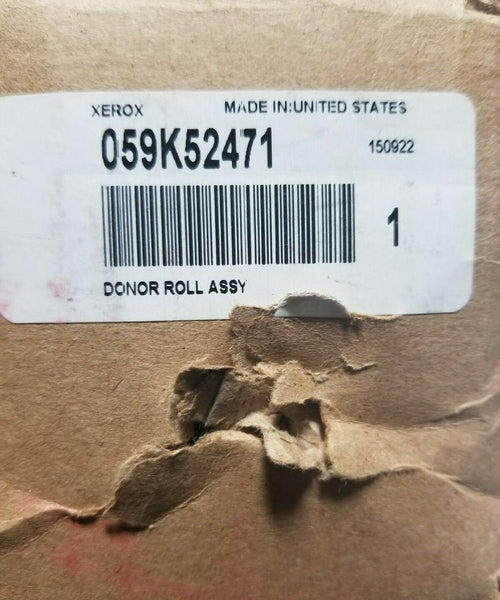 XEROX MADE IN:UNITED STATES
059K52471 150922
1
DONOR ROLL ASSY